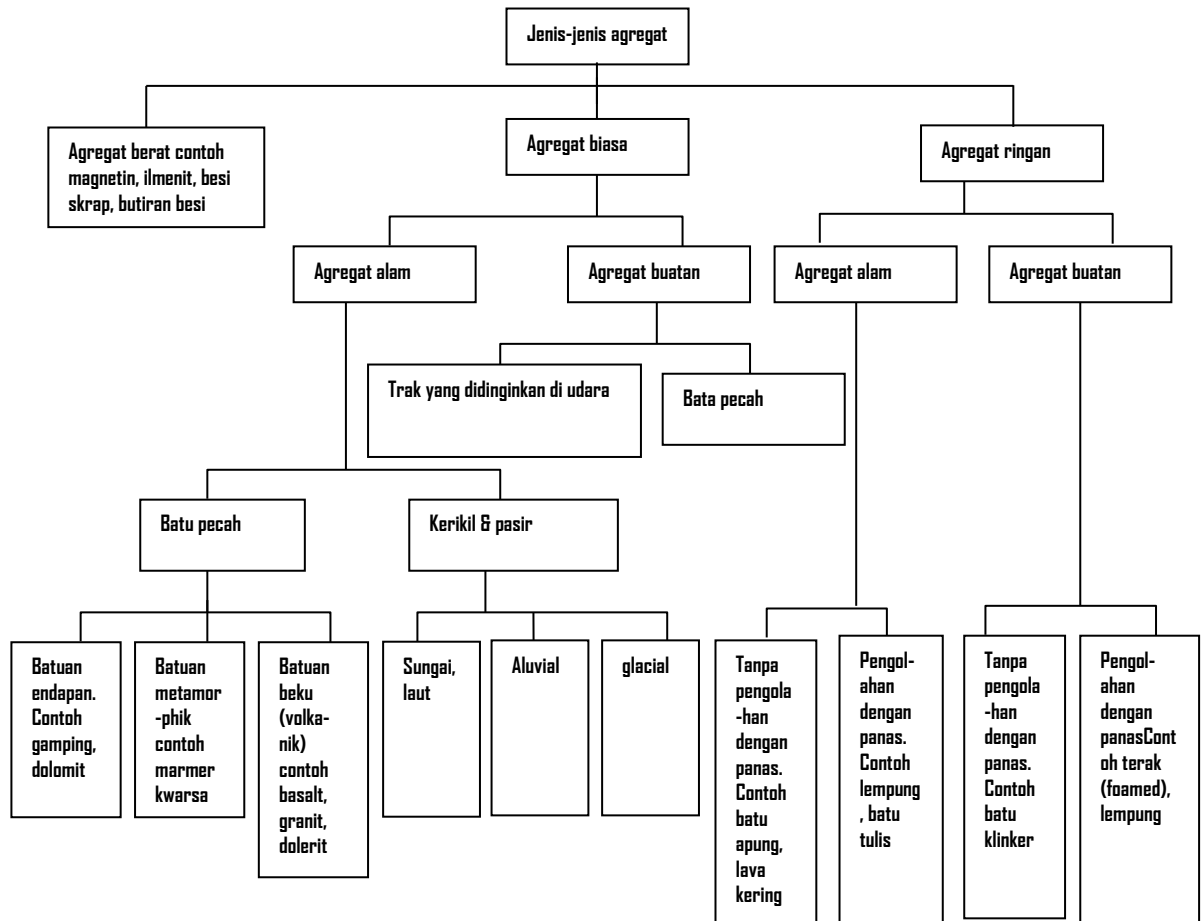 Jenis-jenis agregat
Agregat berat contoh
magnetin, ilmenit, besi
skrap, butiran besi
Agregat biasa
Agregat ringan
Agregat alam
Agregat buatan
Agregat alam
Agregat buatan
Trak yang didinginkan di udara
Bata pecah
Batu pecah
Kerikil & pasir
Batuan
endapan.
Contoh
gamping,
dolomit
Batuan
metamor
-phik
contoh
marmer
kwarsa
Batuan
beku
(volka-
nik)
contoh
basalt,
granit,
dolerit
Sungai,
laut
Aluvial
glacial
Tanpa
pengola
-han
dengan
panas.
Contoh
batu
apung,
lava
kering
Pengol-
ahan
dengan
panas.
Contoh
lempung
, batu
tulis
Tanpa
pengola
-han
dengan
panas.
Contoh
batu
klinker
Pengol-
ahan
dengan
panasCont
oh terak
(foamed),
lempung